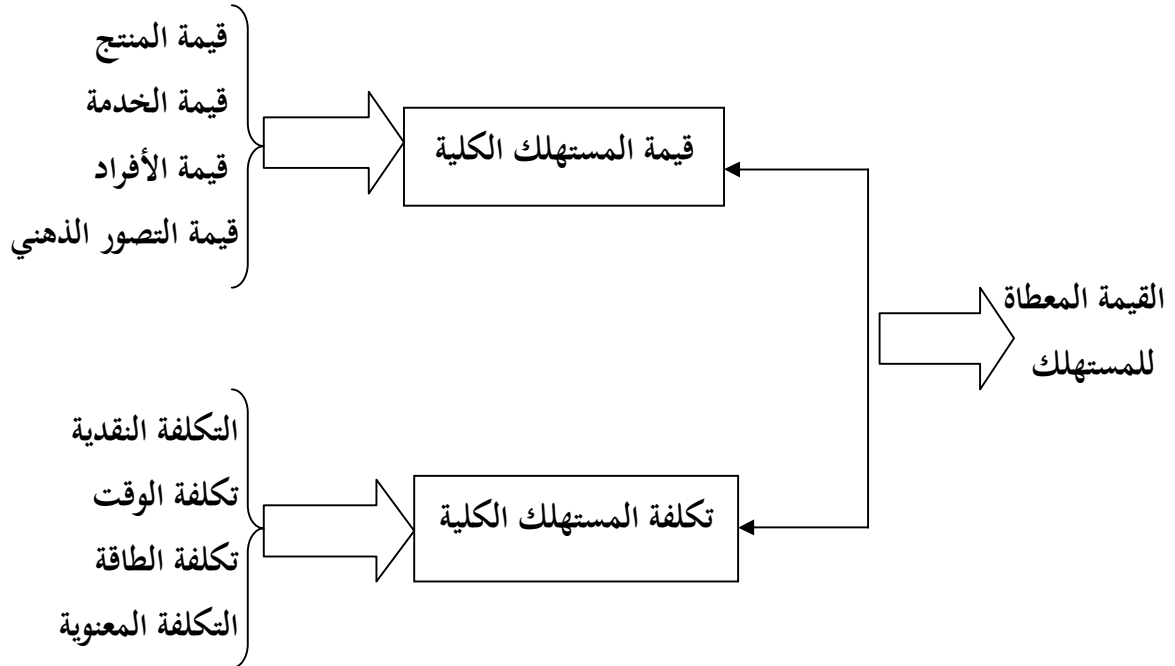 قيمة المنتج
قيمة الخدمة
قيمة الأفراد
قيمة التصور الذهني
قيمة المستهلك الكلية
القيمة المعطاة
للمستهلك
التكلفة النقدية
تكلفة الوقت
تكلفة الطاقة
التكلفة المعنوية
تكلفة المستهلك الكلية